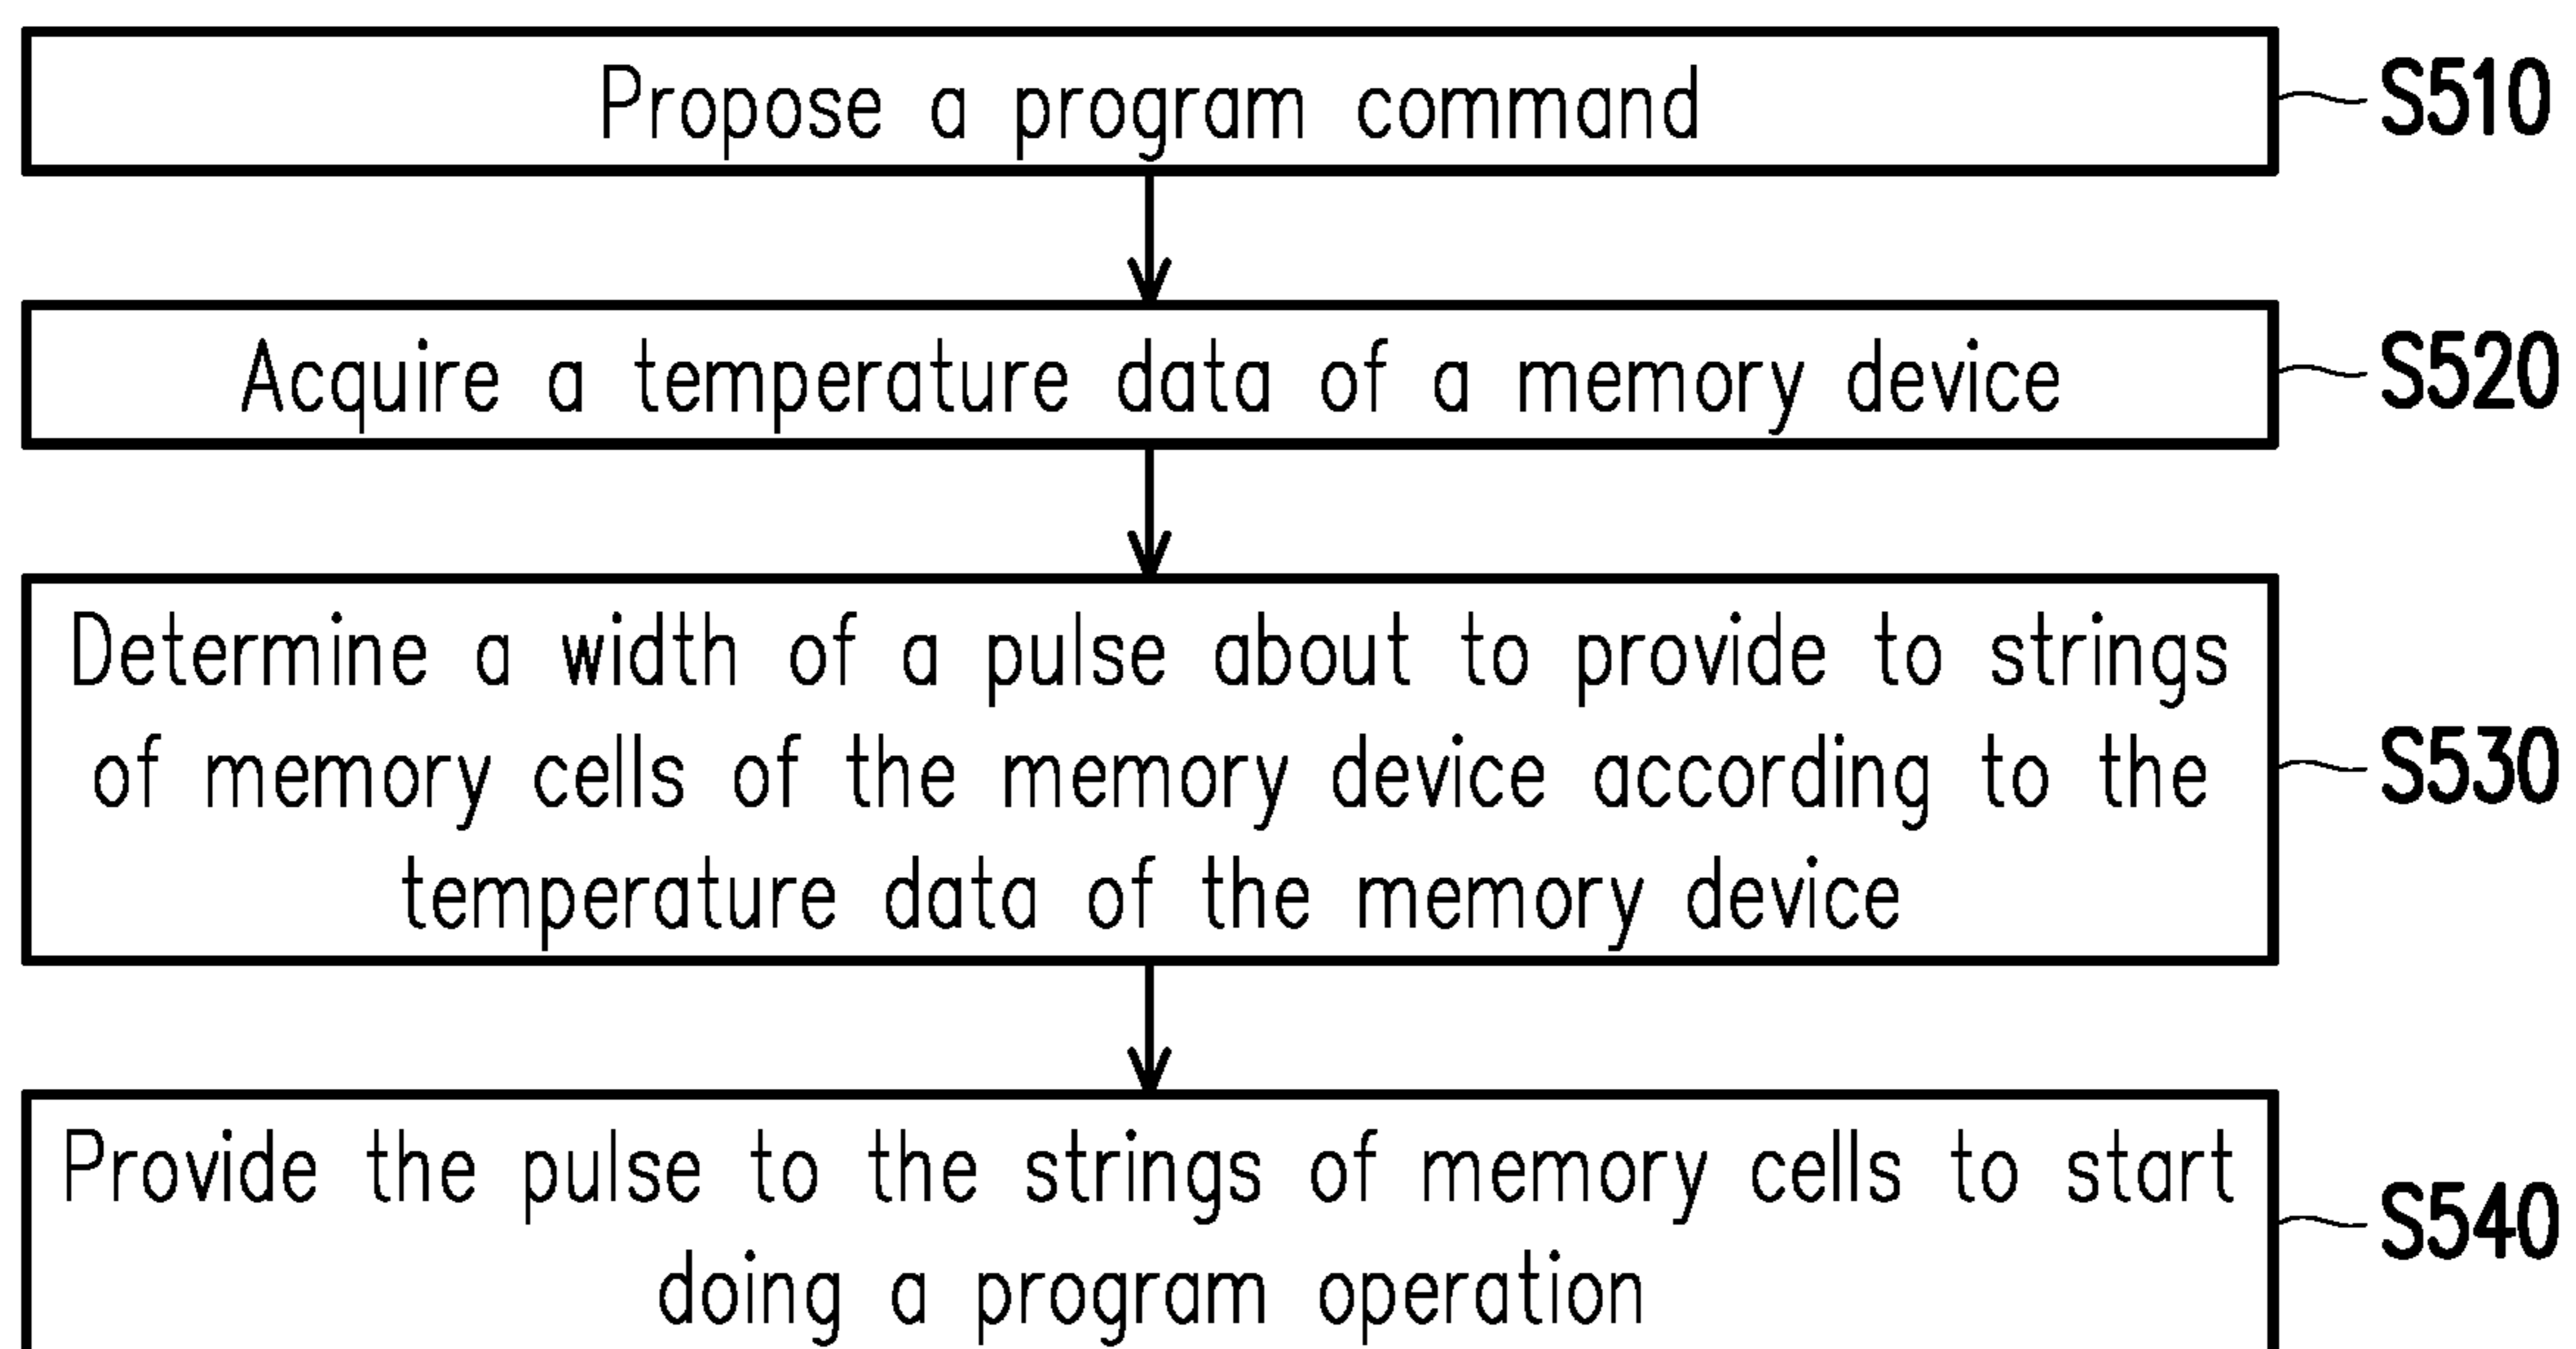 Propose a program command
S510
Acquire a temperature data of a memory device
S520
Determine a width of a pulse about to provide to strings
of memory cells of the memory device according to the
temperature data of the memory device
S530
Provide the pulse to the strings of memory cells to start
doing a program operation
S540